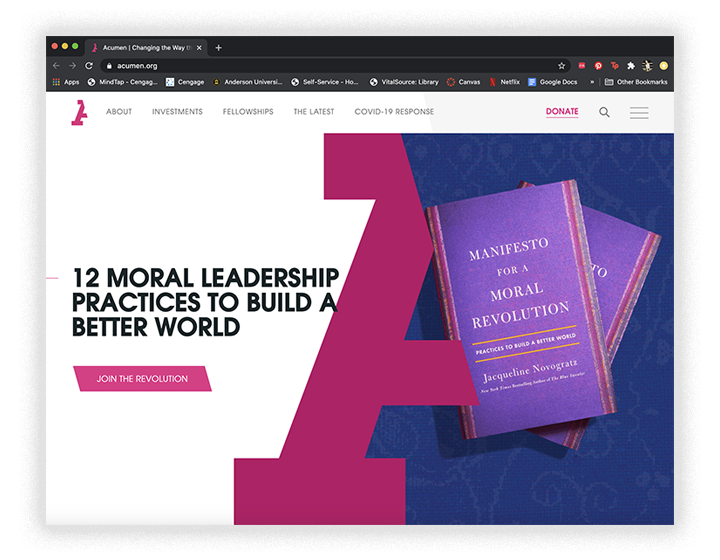 Acumen | Changing the Way th
acumen.org
Apps MindTap - Cengag... Cengage Anderson Universi... Self-Service - Ho... VitalSource: Library Canvas Netflix Google Docs » Other Bookmarks
ABOUT INVESTMENTS FELLOWSHIPS THE LATEST COVID-19 RESPONSE DONATE
12 MORAL LEADERSHIP
PRACTICES TO BUILD A
BETTER WORLD
JOIN THE REVOLUTION
MANIFESTO
FOR A
MORAL
REVOLUTION
PRACTICES TO BUILD A BETTER WORLD
Jacqueline Novogratz
New York Times Bestselling Author of The Blue Sweater
TO